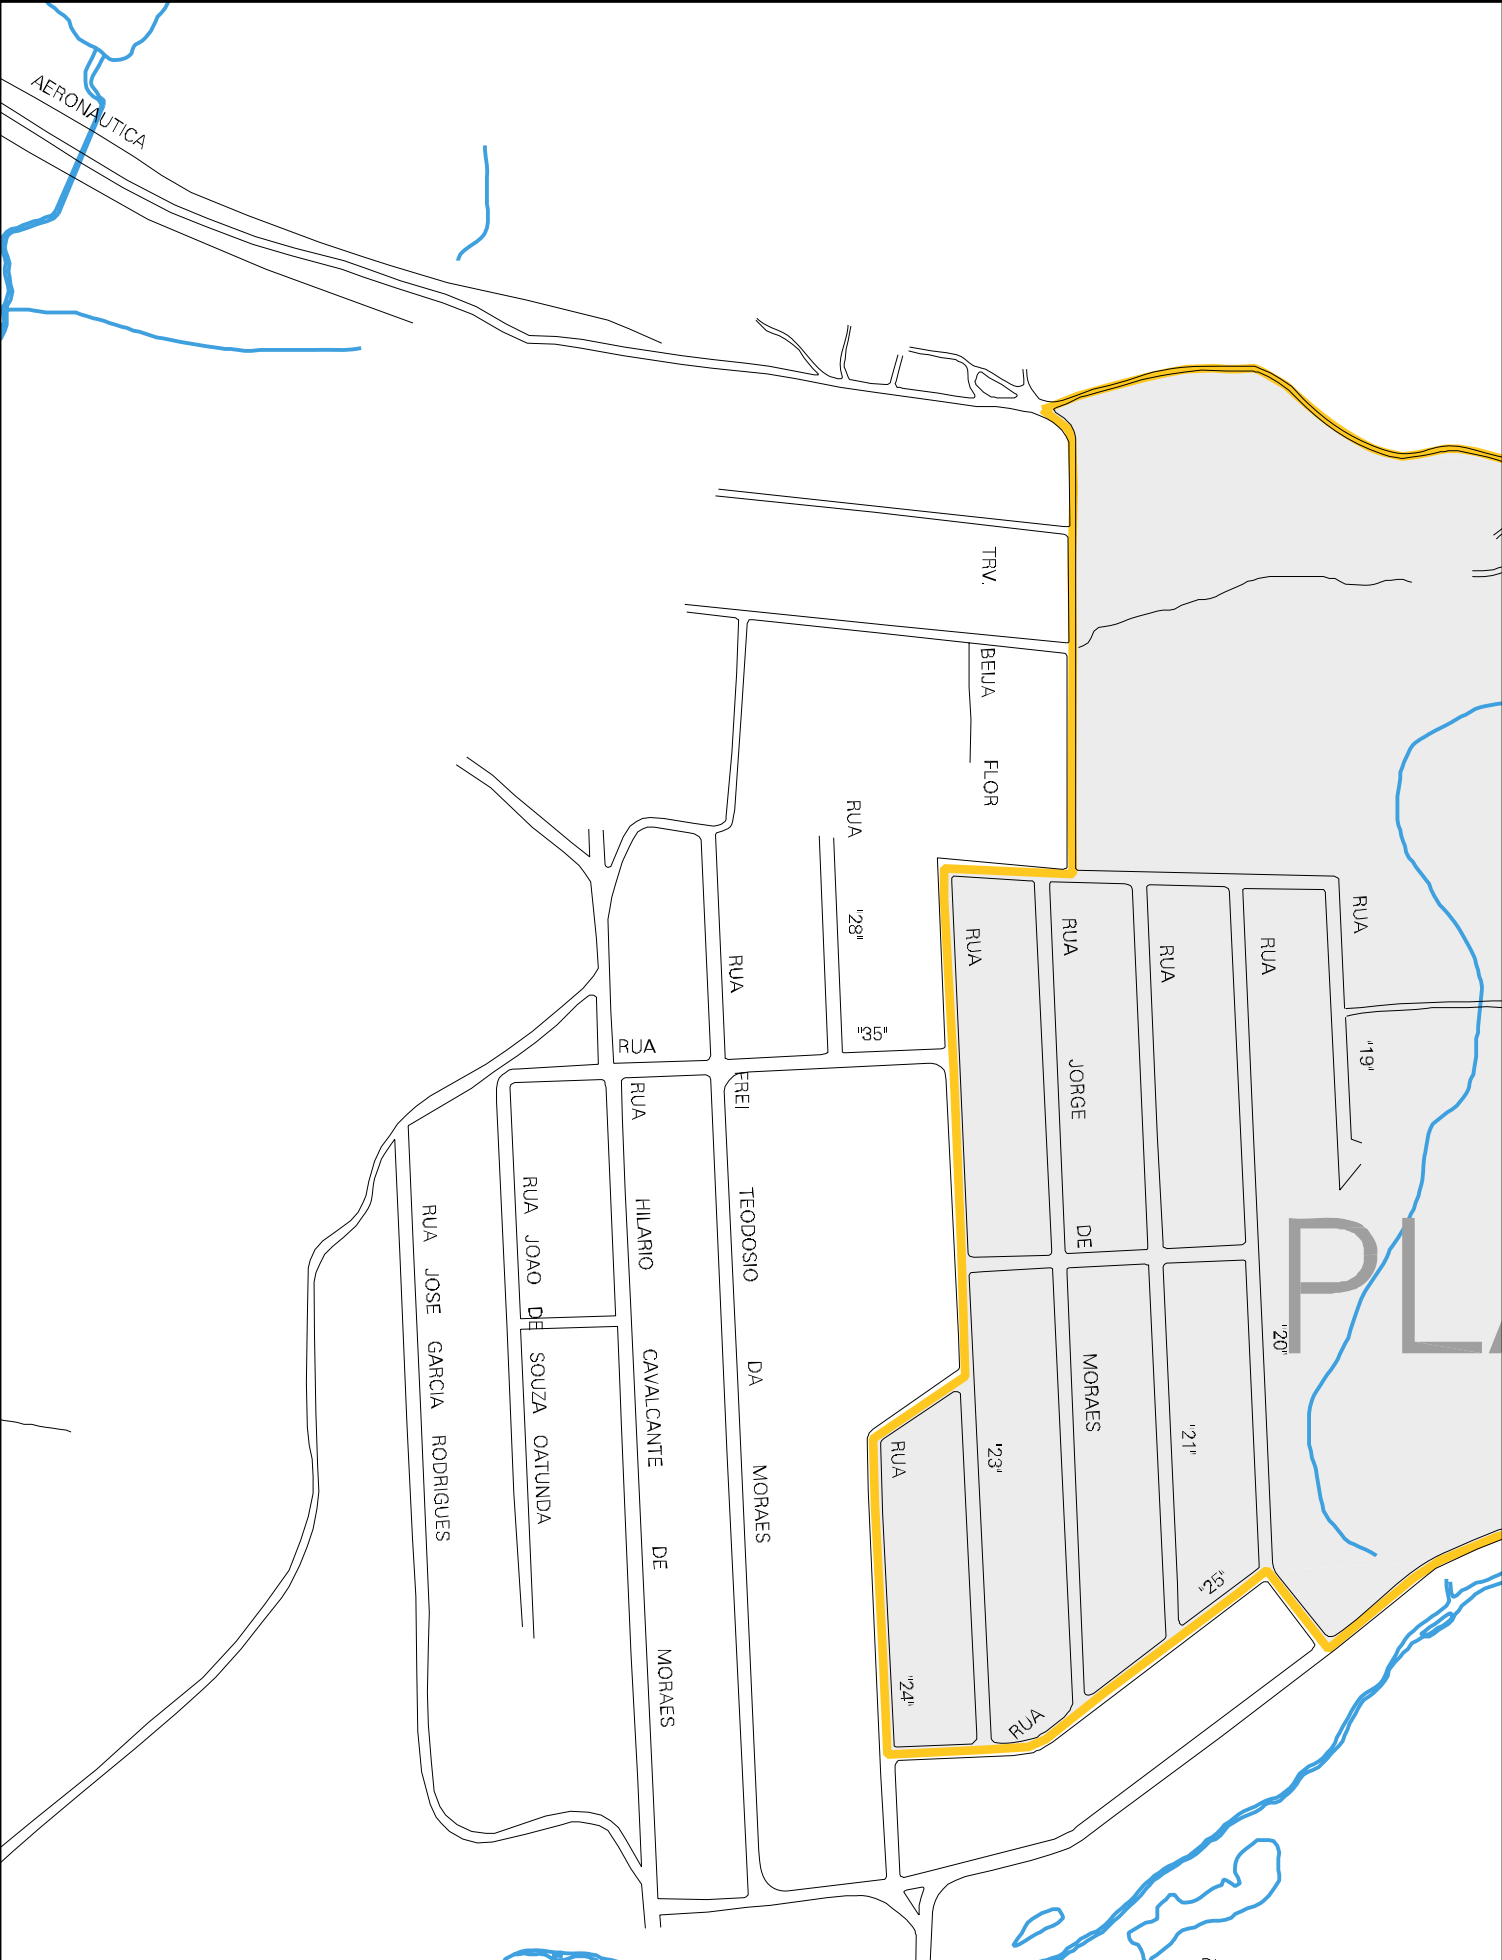 AERONAUTICA
TRV. BEIJA FLOR
RUA "28"
RUA "35"
RUA FREI TEODOSIO DA MORAES
RUA HILARIO CAVALCANTE DE MORAES
RUA JOAO DE SOUZA OATUNDA
RUA JOSE GARCIA RODRIGUES
RUA "23"
RUA JORGE DE MORAES
RUA "21"
RUA "20"
RUA "19"
RUA "24"
RUA "25"
PL